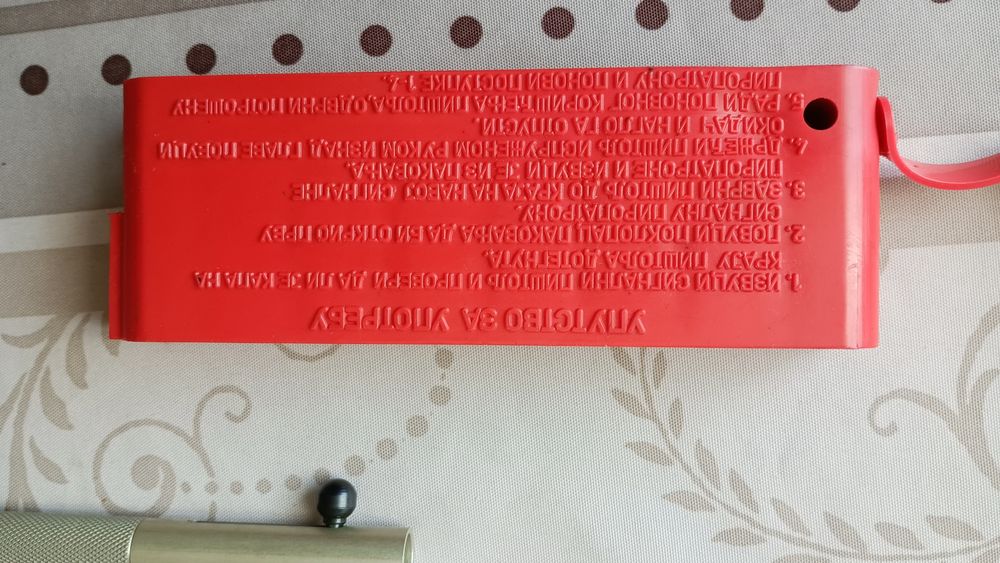 УПУТСТВО ЗА УПОТРЕБУ
1. ИЗВУЦИ СИГНАЛНИ ПИШТОЉ И ПРОВЕРИ ДА ЛИ ЈЕ КАПА НА
КРАЈУ ПИШТОЉА ДОТЕГНУТА.
2. ПОВУЦИ ПОКЛОПАЦ ПАКОВАЊА ДА БИ ОТКРИО ПРВУ
СИГНАЛНУ ПИРОПАТРОНУ.
3. ЗАВРНИ ПИШТОЉ ДО КРАЈА НА НАВОЈ СИГНАЛНЕ
ПИРОПАТРОНЕ И ИЗВУЦИ ЈЕ ИЗ ПАКОВАЊА.
4. ДРЖЕЋИ ПИШТОЉ ИСПРУЖЕНОМ РУКОМ ИЗНАД ГЛАВЕ ПОВУЦИ
ОКИДАЧ И НАГЛО ГА ОТПУСТИ.
5. РАДИ ПОНОВНОГ КОРИШЋЕЊА ПИШТОЉА,ОДВРНИ ПОТРОШЕНУ
ПИРОПАТРОНУ И ПОНОВИ ПОСТУПКЕ 1-4.